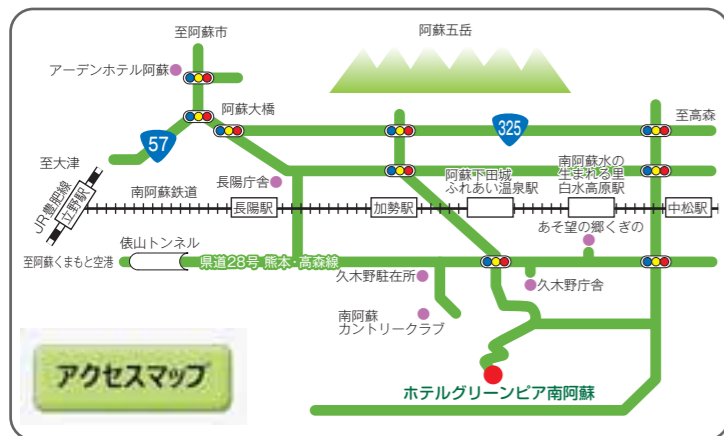 至阿蘇市
阿蘇五岳
アーデンホテル阿蘇
阿蘇大橋
至高森
325
57
至大津
JR豊肥線
立野駅
南阿蘇鉄道
長陽庁舎
長陽駅
加勢駅
阿蘇下田城
ふれあい温泉駅
南阿蘇水の
生まれる里
白水高原駅
中松駅
あそ望の郷くぎの
俵山トンネル
至阿蘇くまもと空港
県道28号 熊本・高森線
久木野駐在所
久木野庁舎
南阿蘇
カントリークラブ
アクセスマップ
ホテルグリーンピア南阿蘇